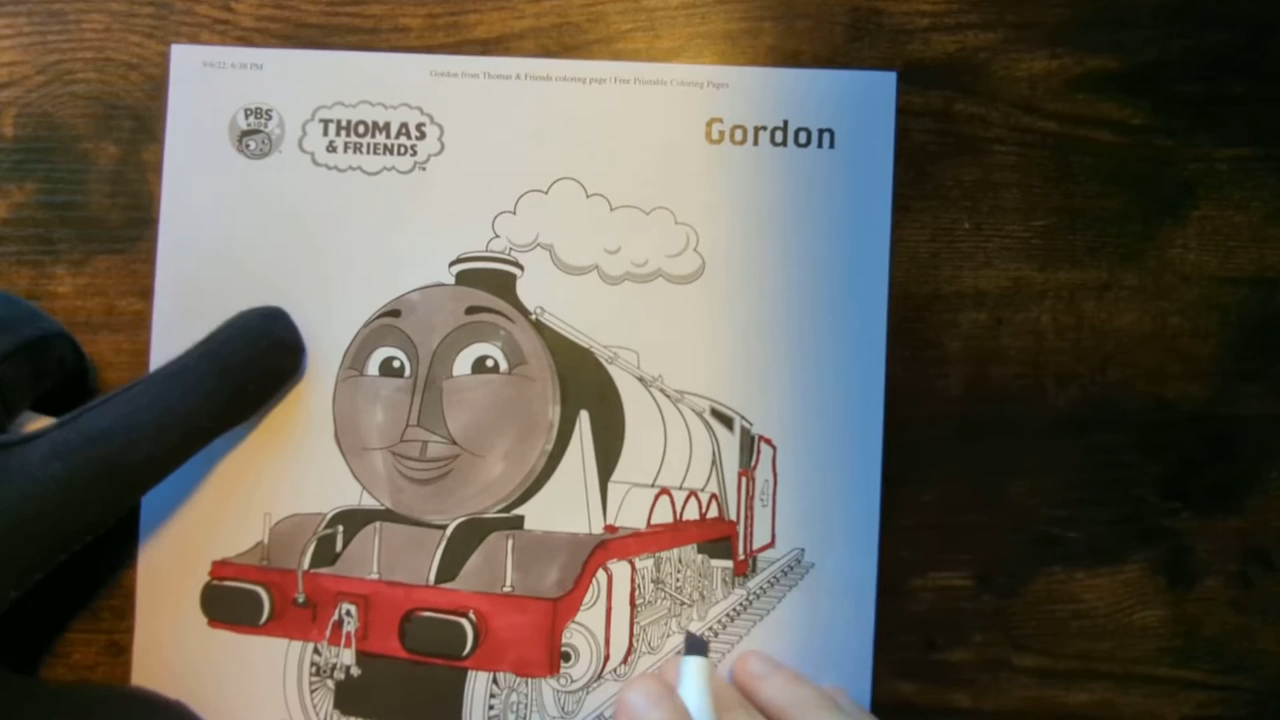 9/6/22, 6:38 PM
Gordon from Thomas & Friends coloring page | Free Printable Coloring Pages
PBS
KIDS
THOMAS
& FRIENDS
TM
Gordon
4